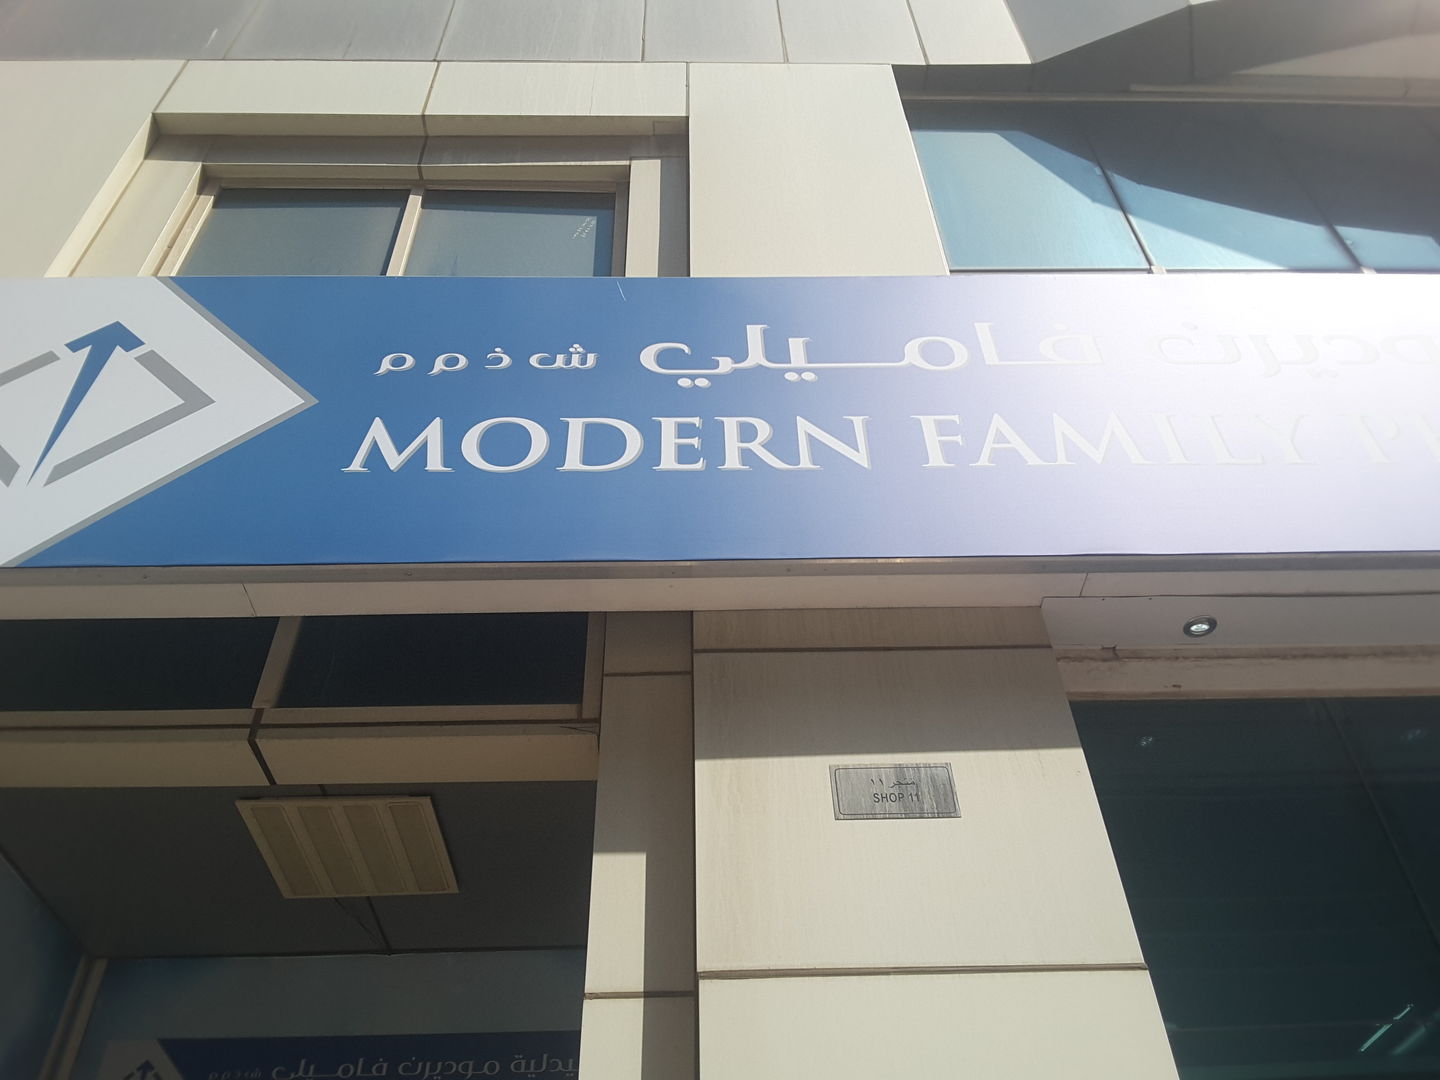 موديرن فاميلي ش ذ م م
MODERN FAMILY
متجر ١١
SHOP 11
موديرن فاميلي ش ذ م م